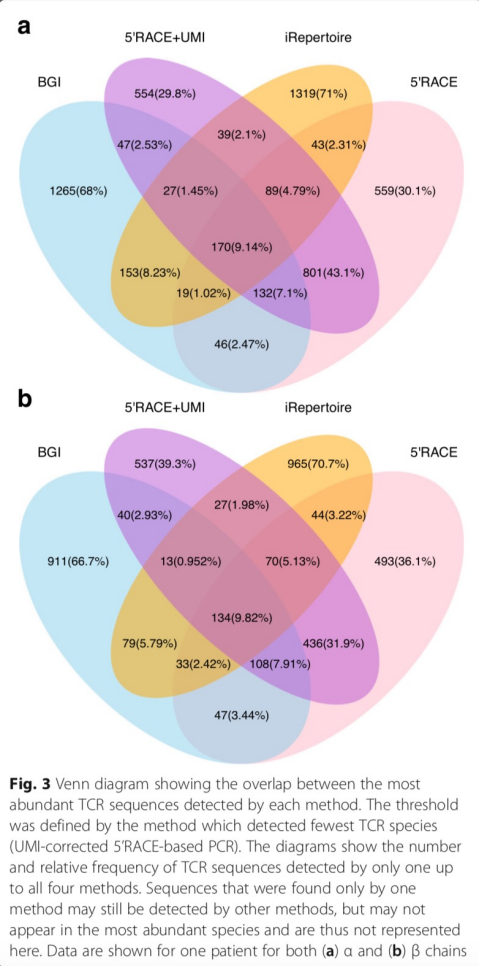 a
5'RACE+UMI iRepertoire
BGI 5'RACE
554(29.8%) 1319(71%)
39(2.1%)
47(2.53%) 43(2.31%)
1265(68%) 27(1.45%) 89(4.79%) 559(30.1%)
170(9.14%)
153(8.23%) 801(43.1%)
19(1.02%) 132(7.1%)
46(2.47%)
b
5'RACE+UMI iRepertoire
BGI 5'RACE
537(39.3%) 965(70.7%)
27(1.98%)
40(2.93%) 44(3.22%)
911(66.7%) 13(0.952%) 70(5.13%) 493(36.1%)
134(9.82%)
79(5.79%) 436(31.9%)
33(2.42%) 108(7.91%)
47(3.44%)
Fig. 3 Venn diagram showing the overlap between the most
abundant TCR sequences detected by each method. The threshold
was defined by the method which detected fewest TCR species
(UMI-corrected 5'RACE-based PCR). The diagrams show the number
and relative frequency of TCR sequences detected by only one up
to all four methods. Sequences that were found only by one
method may still be detected by other methods, but may not
appear in the most abundant species and are thus not represented
here. Data are shown for one patient for both (a) α and (b) β chains